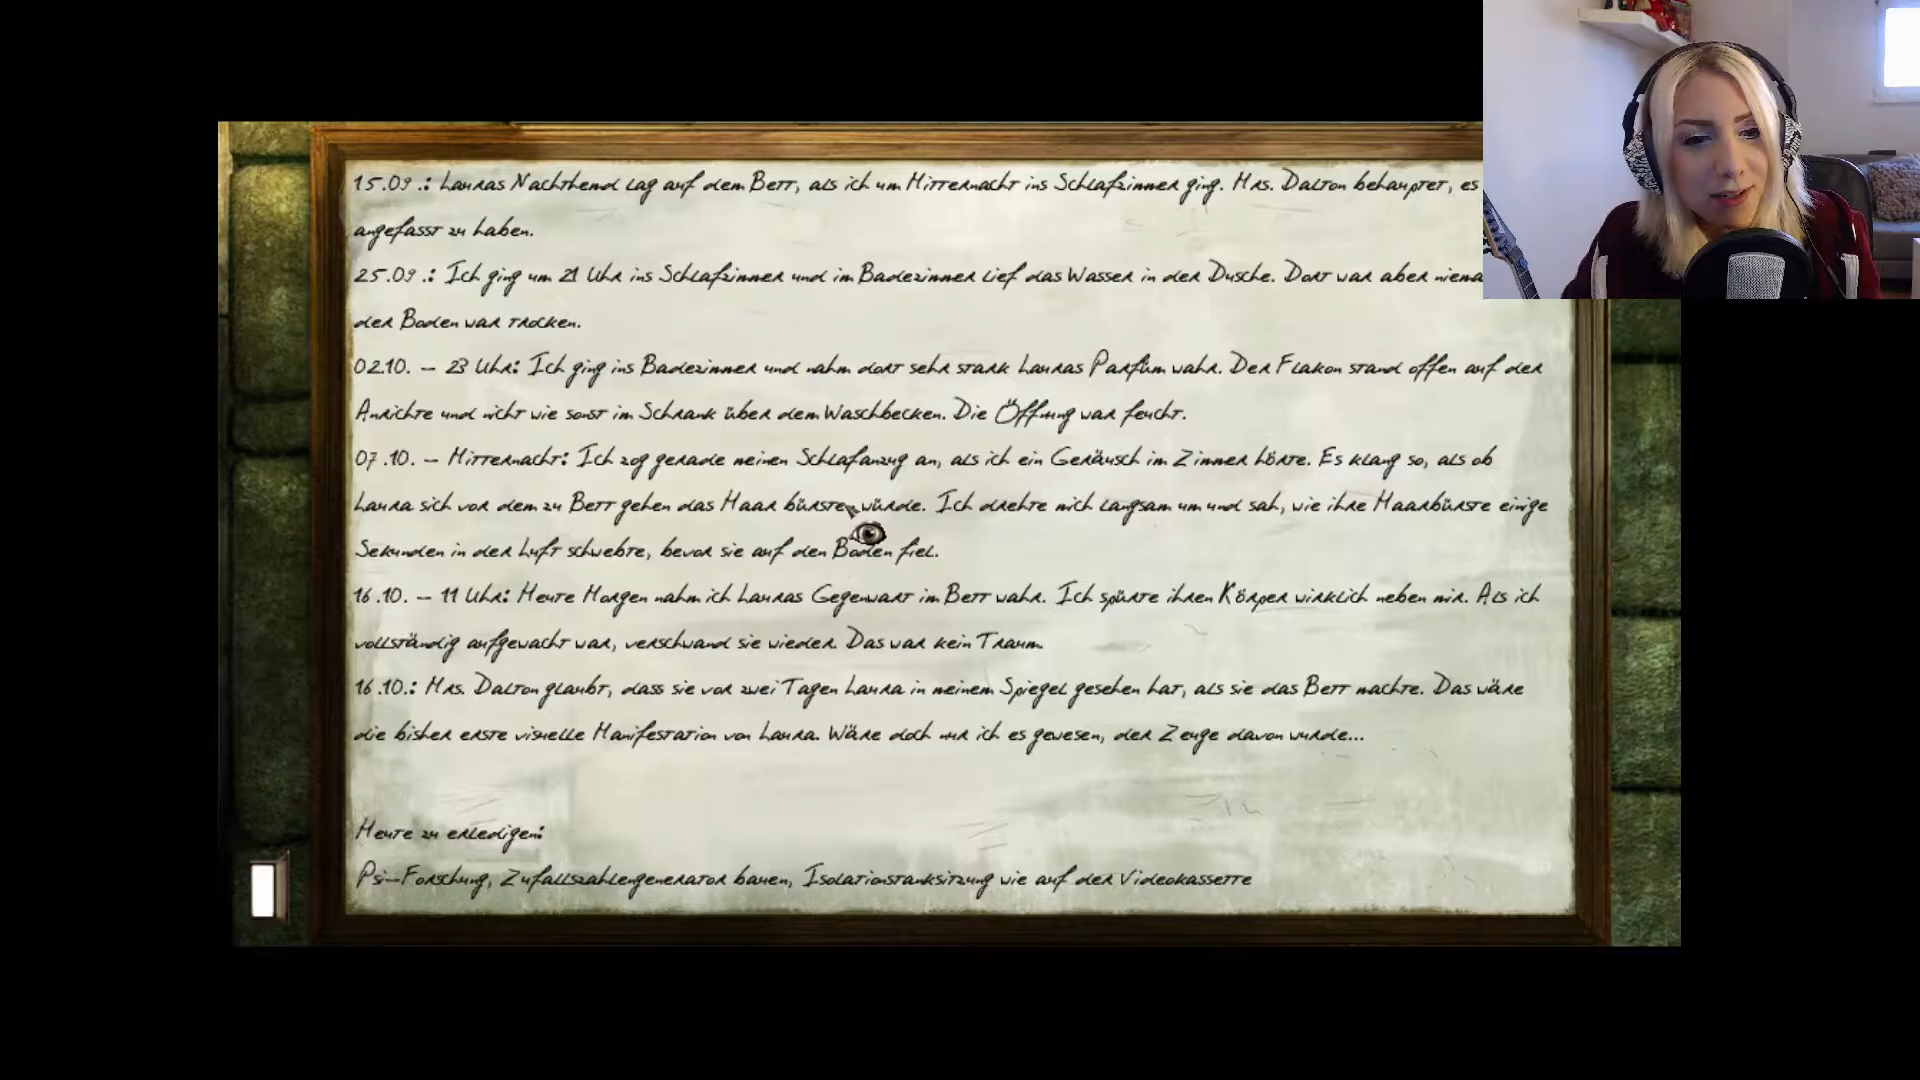 15.09.: Lauras Nachthemd lag auf dem Bett, als ich um Mitternacht ins Schlafzimmer ging. Mrs. Dalton behauptet, es
angefasst zu haben.
25.09.: Ich ging um 21 Uhr ins Schlafzimmer und im Badezimmer lief das Wasser in der Dusche. Dort war aber
der Boden war trocken.
02.10. – 23 Uhr: Ich ging ins Badezimmer und nahm dort sehr stark Lauras Parfüm wahr. Der Flakon stand offen auf der
Anrichte und nicht wie sonst im Schrank über dem Waschbecken. Die Öffnung war feucht.
07.10. – Mitternacht: Ich zog gerade meinen Schlafanzug an, als ich ein Geräusch im Zimmer hörte. Es klang so, als ob
Laura sich vor dem zu Bett gehen das Haar bürsten würde. Ich drehte mich langsam um und sah, wie ihre Haarbürste einige
Sekunden in der Luft schwebte, bevor sie auf den Boden fiel.
16.10. – 11 Uhr: Heute Morgen nahm ich Lauras Gegenwart im Bett wahr. Ich spürte ihren Körper wirklich neben mir. Als ich
vollständig aufgewacht war, verschwand sie wieder. Das war kein Traum.
16.10.: Mrs. Dalton glaubt, dass sie vor zwei Tagen Laura in meinem Spiegel gesehen hat, als sie das Bett machte. Das wäre
die bisher erste visuelle Manifestation von Laura. Wäre doch nur ich es gewesen, der Zeuge davon wurde...
Heute zu erledigen:
Psi-Forschung, Zufallszahlengenerator bauen, Isolationstanksitzung wie auf der Videokassette